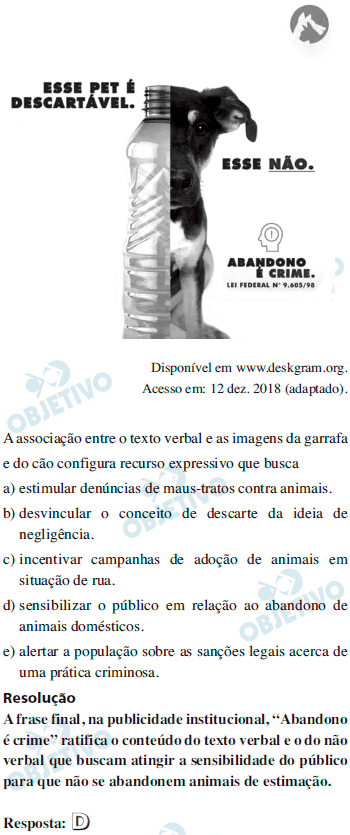 ESSE PET É
DESCARTÁVEL.
ESSE NÃO.
ABANDONO
É CRIME.
LEI FEDERAL Nº 9.605/98
Disponível em www.deskgram.org.
Acesso em: 12 dez. 2018 (adaptado).
A associação entre o texto verbal e as imagens da garrafa
e do cão configura recurso expressivo que busca
a) estimular denúncias de maus-tratos contra animais.
b) desvincular o conceito de descarte da ideia de
negligência.
c) incentivar campanhas de adoção de animais em
situação de rua.
d) sensibilizar o público em relação ao abandono de
animais domésticos.
e) alertar a população sobre as sanções legais acerca de
uma prática criminosa.
Resolução
A frase final, na publicidade institucional, “Abandono
é crime” ratifica o conteúdo do texto verbal e o do não
verbal que buscam atingir a sensibilidade do público
para que não se abandonem animais de estimação.
Resposta: D
OBJETIVO
OBJETIVO
OBJETIVO
OBJETIVO
OBJETIVO